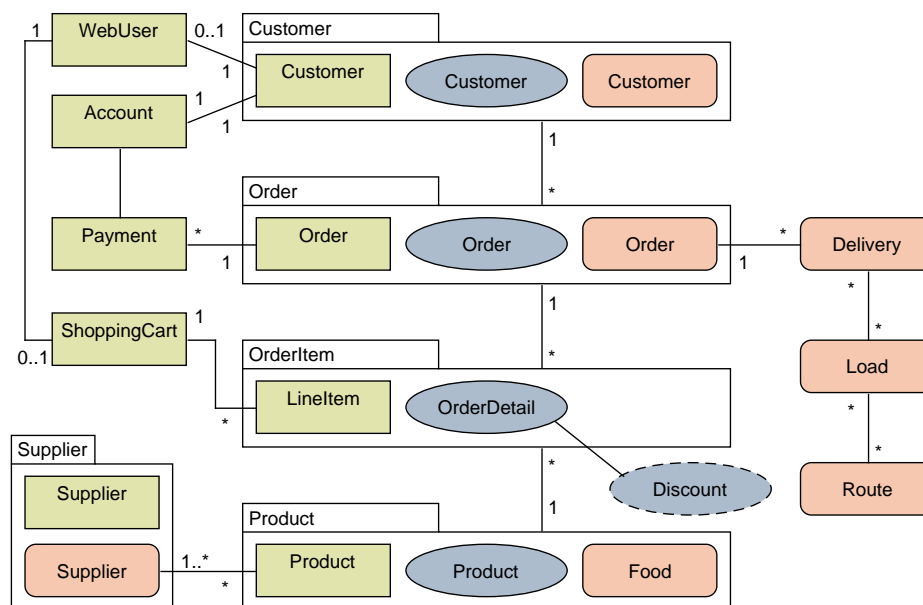 1
WebUser
0..1
Customer
1
Customer
Customer
Customer
Account
1
1
1
*
Order
Payment
*
1
Order
Order
Order
1
*
Delivery
1
*
*
*
ShoppingCart
1
0..1
OrderItem
*
LineItem
OrderDetail
Load
*
*
Supplier
Supplier
*
1
Discount
Route
Product
Supplier
1..*
*
Product
Product
Food